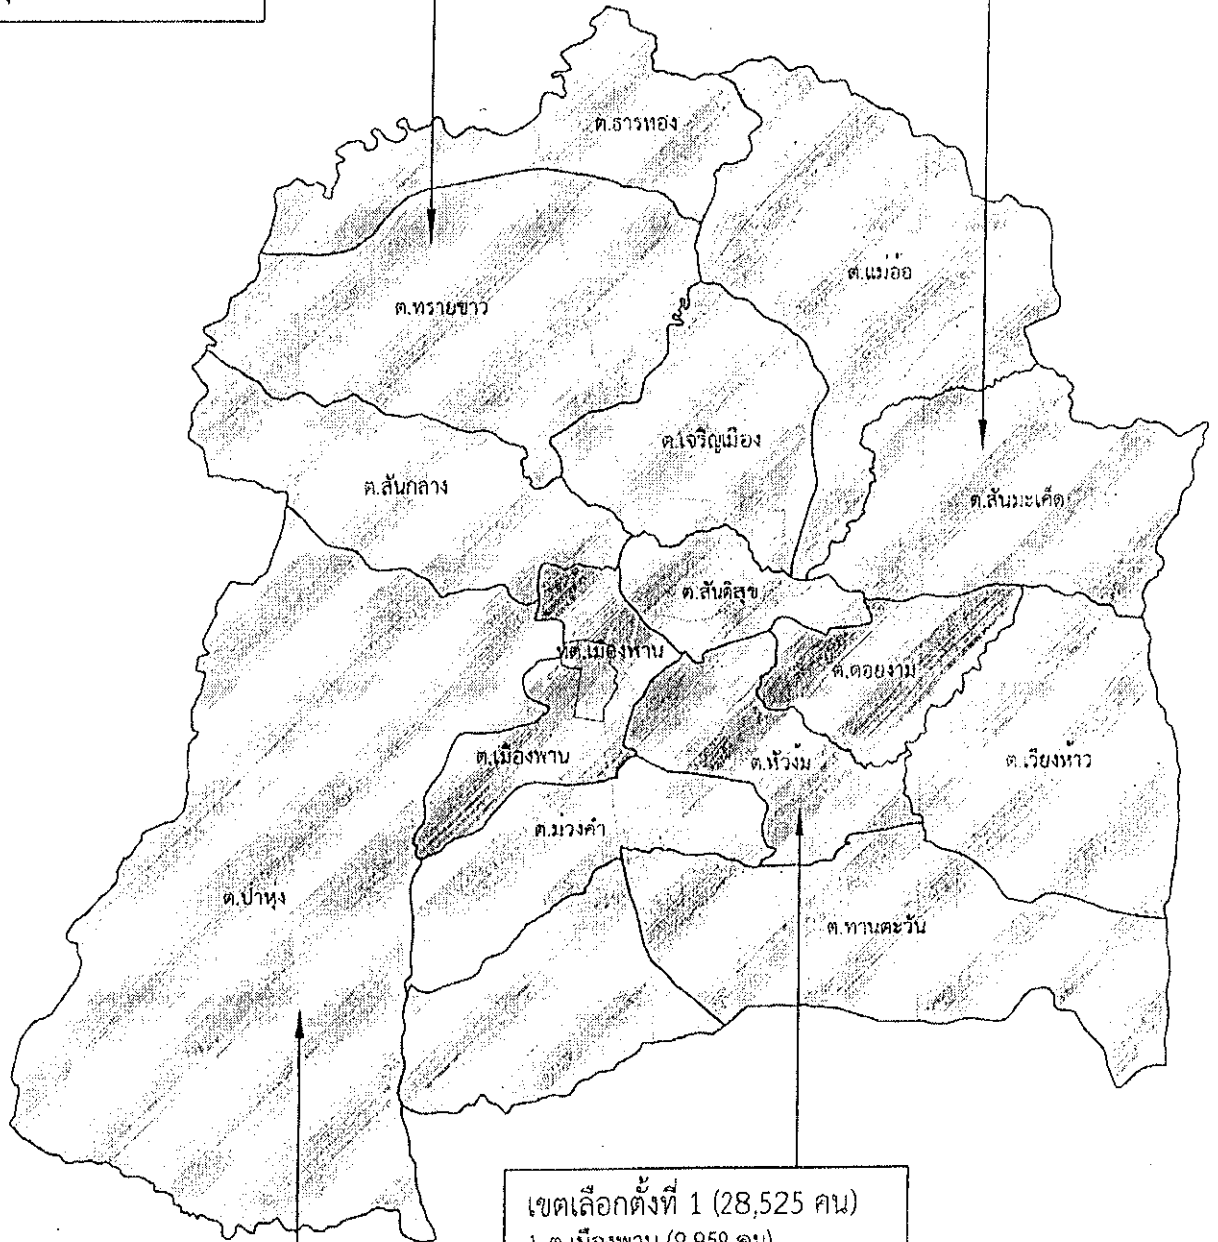 ต.ธารทอง
ต.แม่อ้อ
ต.ทรายขาว
ต.เจริญเมือง
ต.สันกลาง
ต.สันมะเค็ด
ต.สันติสุข
ทต.เมืองพาน
ต.ดอยงาม
ต.เมืองพาน
ต.หัวง้ม
ต.เวียงห้าว
ต.ม่วงคำ
ต.ป่าหุ่ง
ต.ทานตะวัน
เขตเลือกตั้งที่ 1 (28,525 คน)